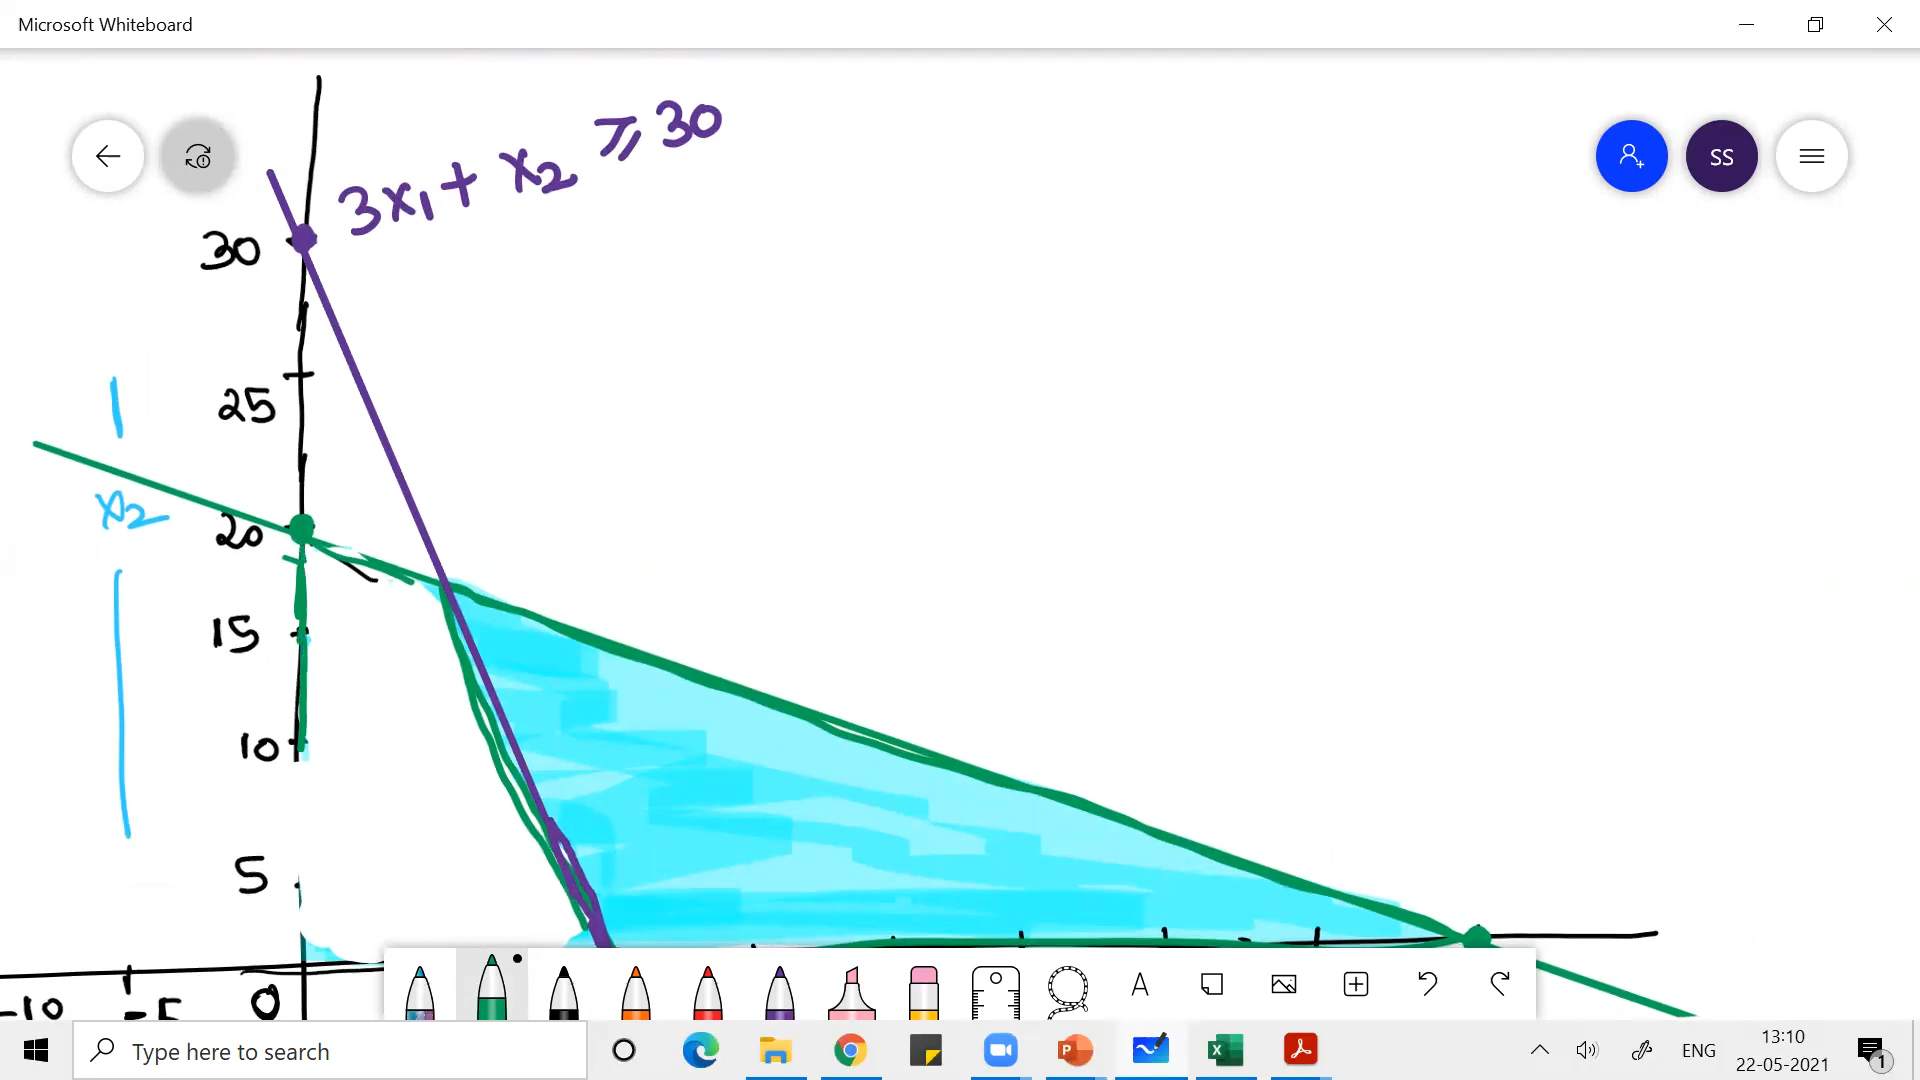 Microsoft Whiteboard
3x1 + x2 ⩾ 30
SS
30
25
x2
20
15
10
5
-10
-5
0
A
Type here to search
ENG
13:10
22-05-2021
1